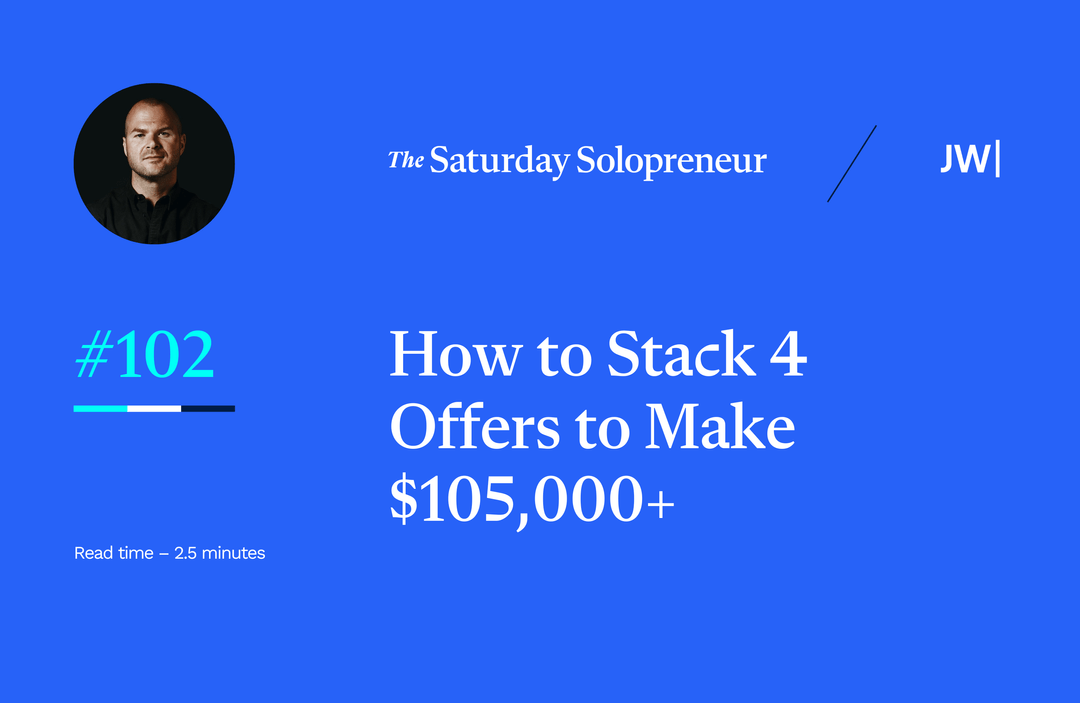 The Saturday Solopreneur
JW|
#102
How to Stack 4
Offers to Make
$105,000+
Read time – 2.5 minutes